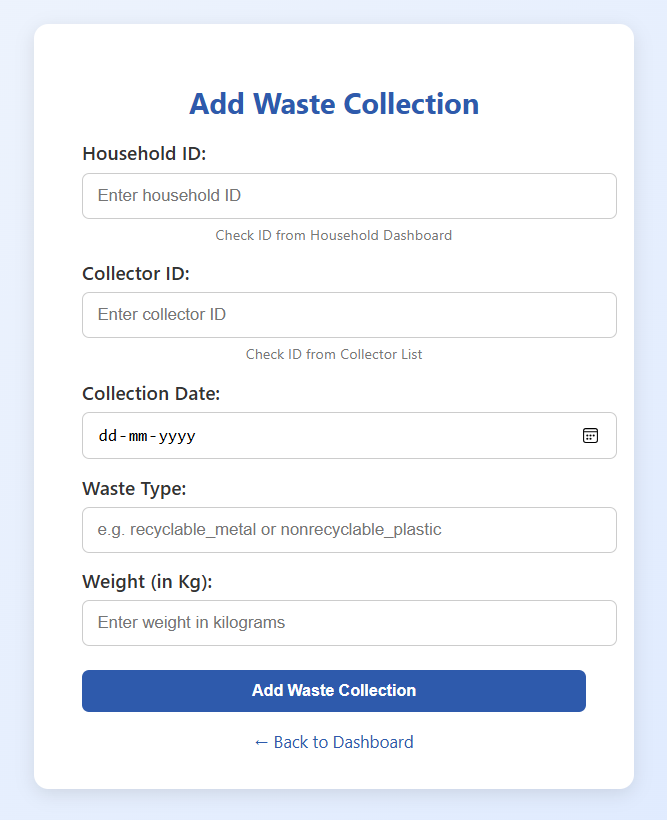 Add Waste Collection
Household ID:
Enter household ID
Check ID from Household Dashboard
Collector ID:
Enter collector ID
Check ID from Collector List
Collection Date:
dd-mm-yyyy
Waste Type:
e.g. recyclable_metal or nonrecyclable_plastic
Weight (in Kg):
Enter weight in kilograms
Add Waste Collection
← Back to Dashboard